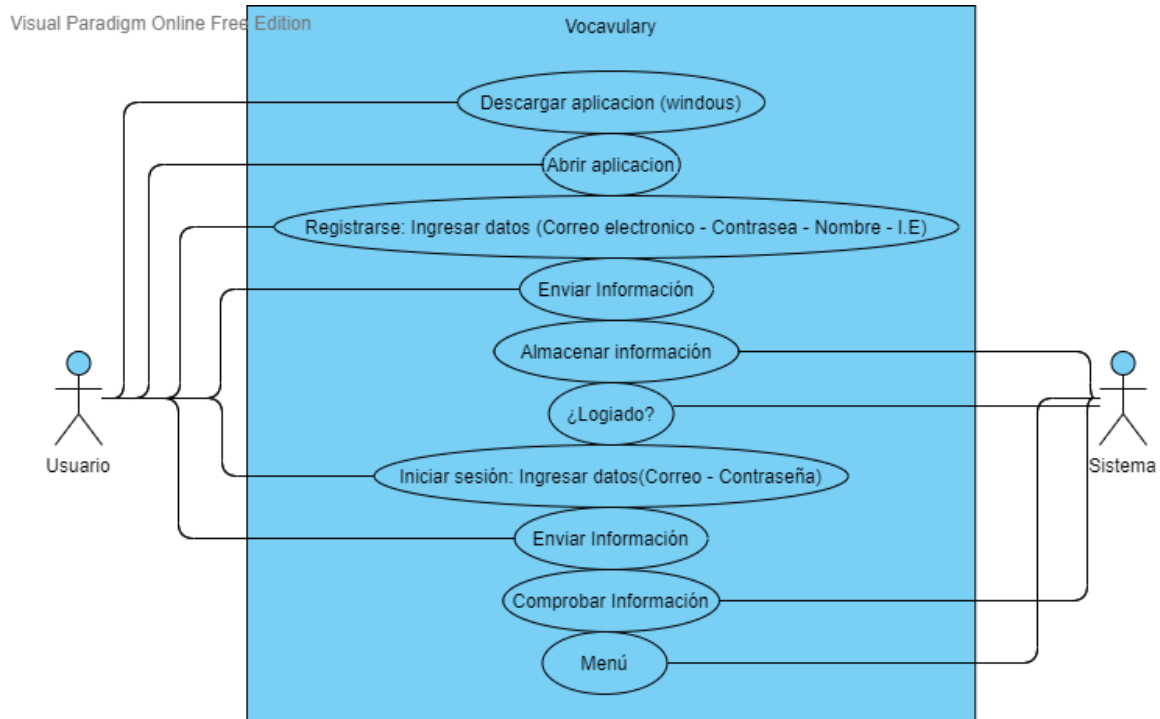 Visual Paradigm Online Free Edition
Vocavulary
Descargar aplicacion (windous)
Abrir aplicacion
Registrarse: Ingresar datos (Correo electronico - Contrasea - Nombre - I.E)
Enviar Información
Almacenar información
¿Logiado?
Usuario
Sistema
Iniciar sesión: Ingresar datos(Correo - Contraseña)
Enviar Información
Comprobar Información
Menú